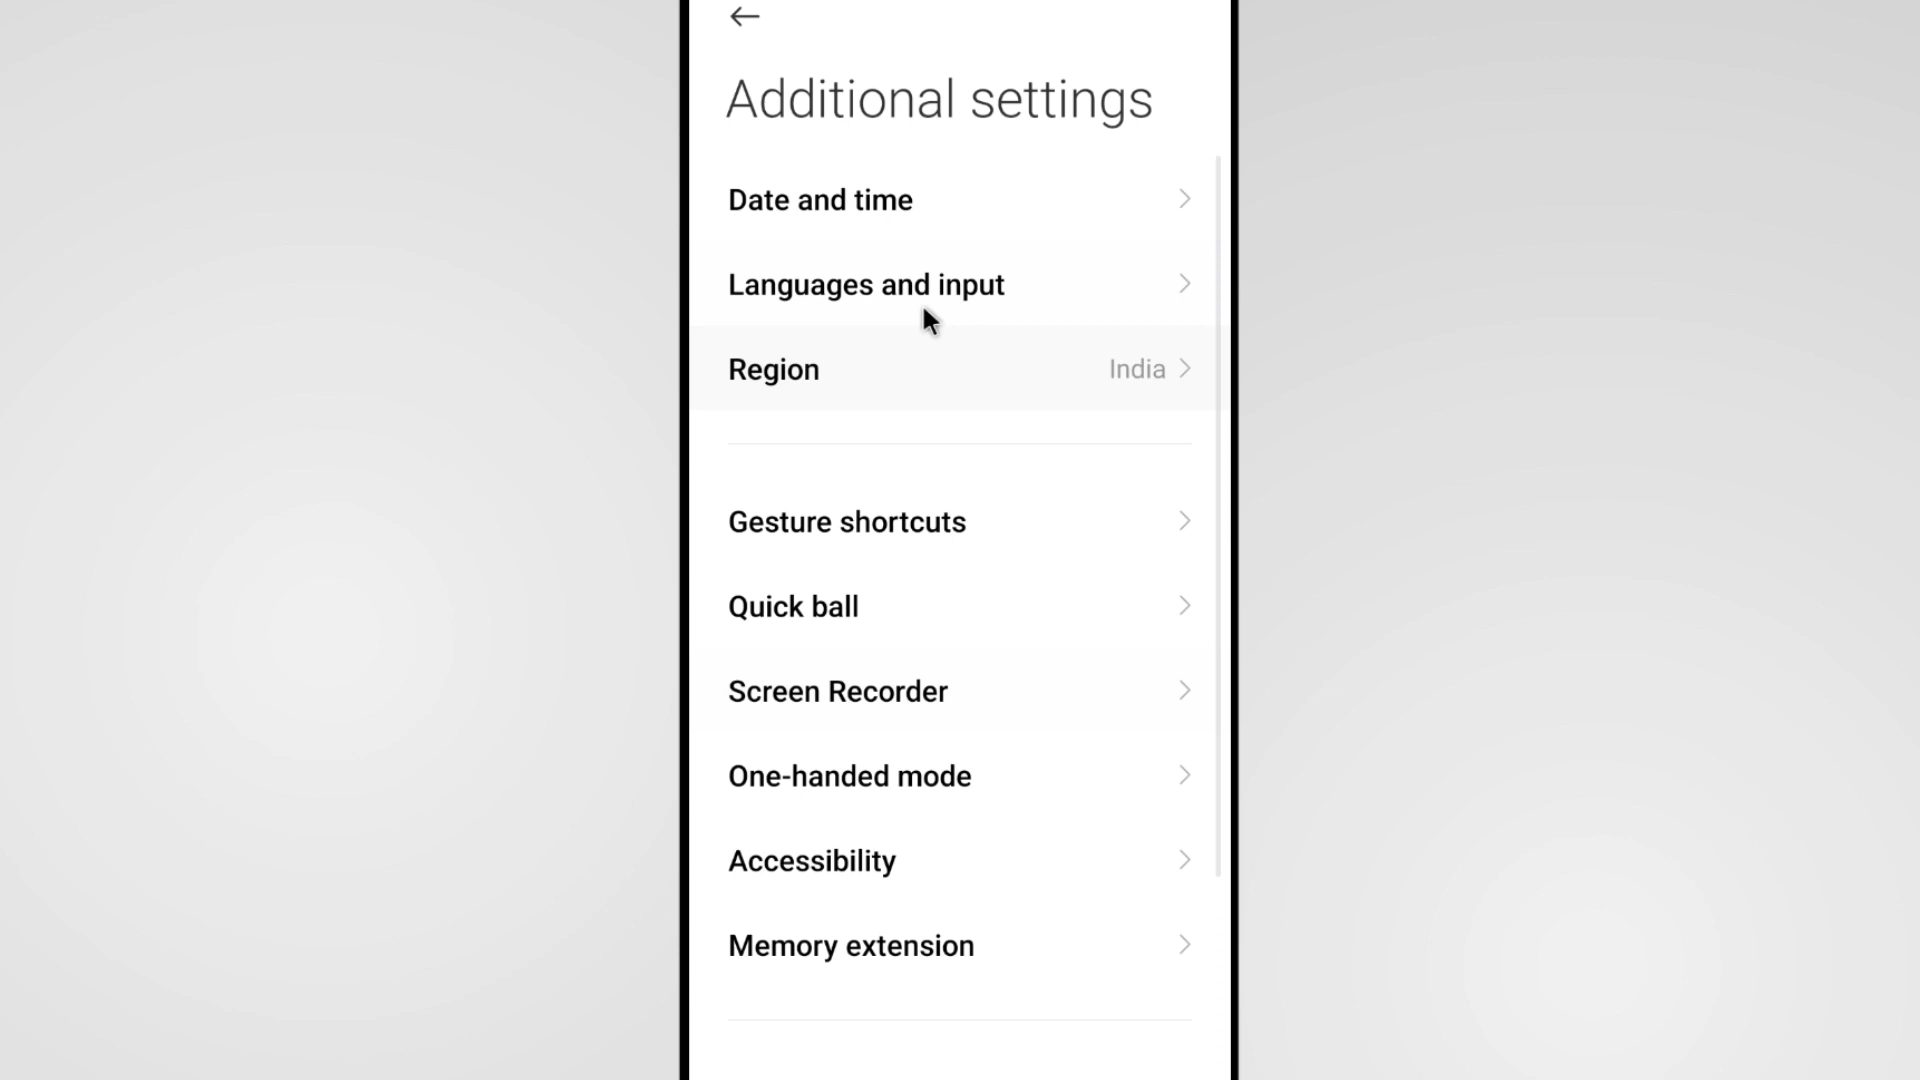 Additional settings
Date and time
Languages and input
Region India
Gesture shortcuts
Quick ball
Screen Recorder
One-handed mode
Accessibility
Memory extension